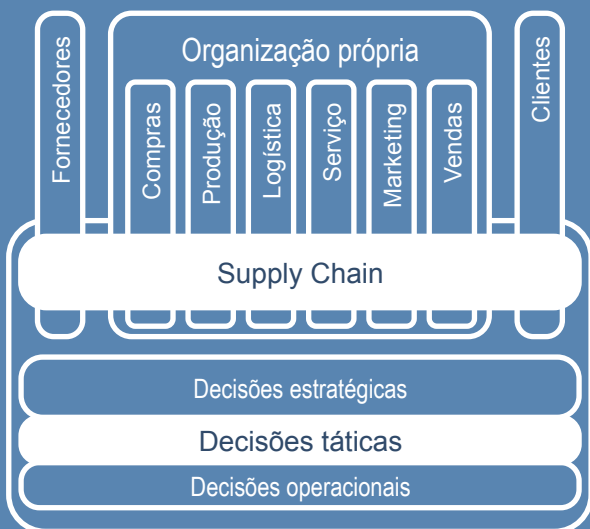 Fornecedores
Organização própria
Compras
Produção
Logística
Serviço
Marketing
Vendas
Clientes
Supply Chain
Decisões estratégicas
Decisões táticas
Decisões operacionais